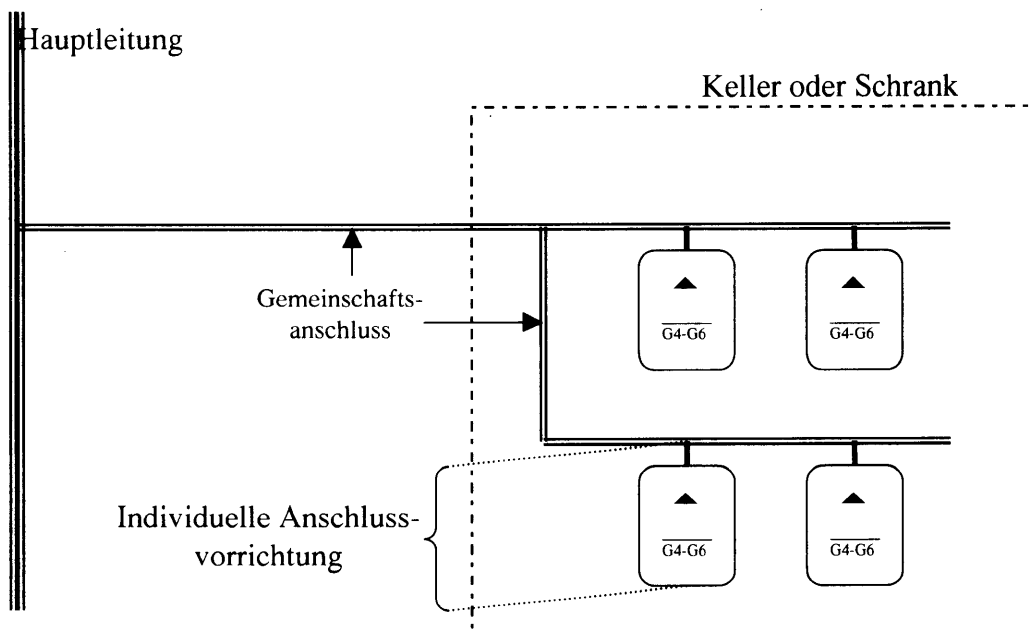 Hauptleitung
Keller oder Schrank
Gemeinschafts-
anschluss
G4-G6
G4-G6
Individuelle Anschluss-
vorrichtung
G4-G6
G4-G6